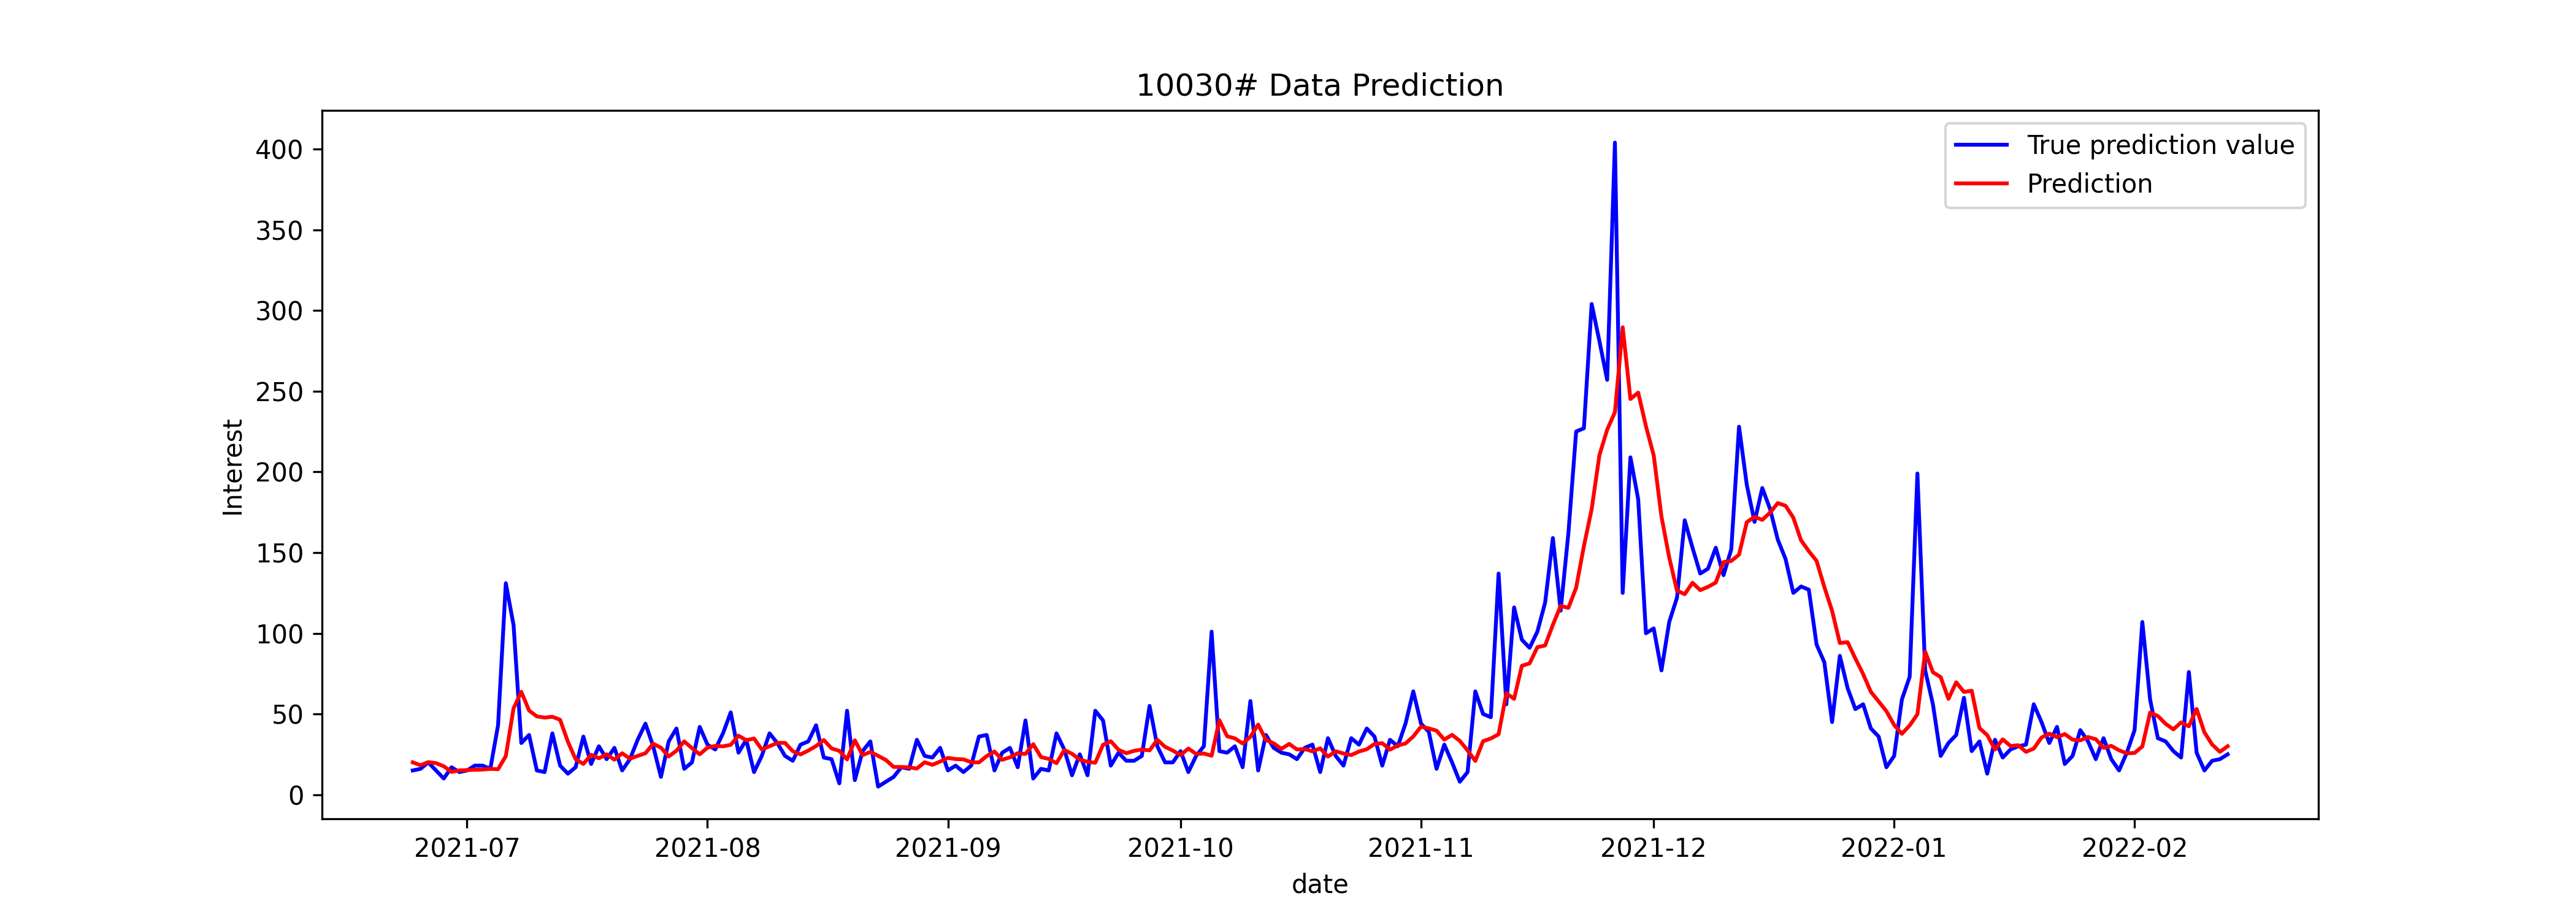 10030# Data Prediction
True prediction value
Prediction
Interest
400
350
300
250
200
150
100
50
0
2021-07 2021-08 2021-09 2021-10 2021-11 2021-12 2022-01 2022-02
date